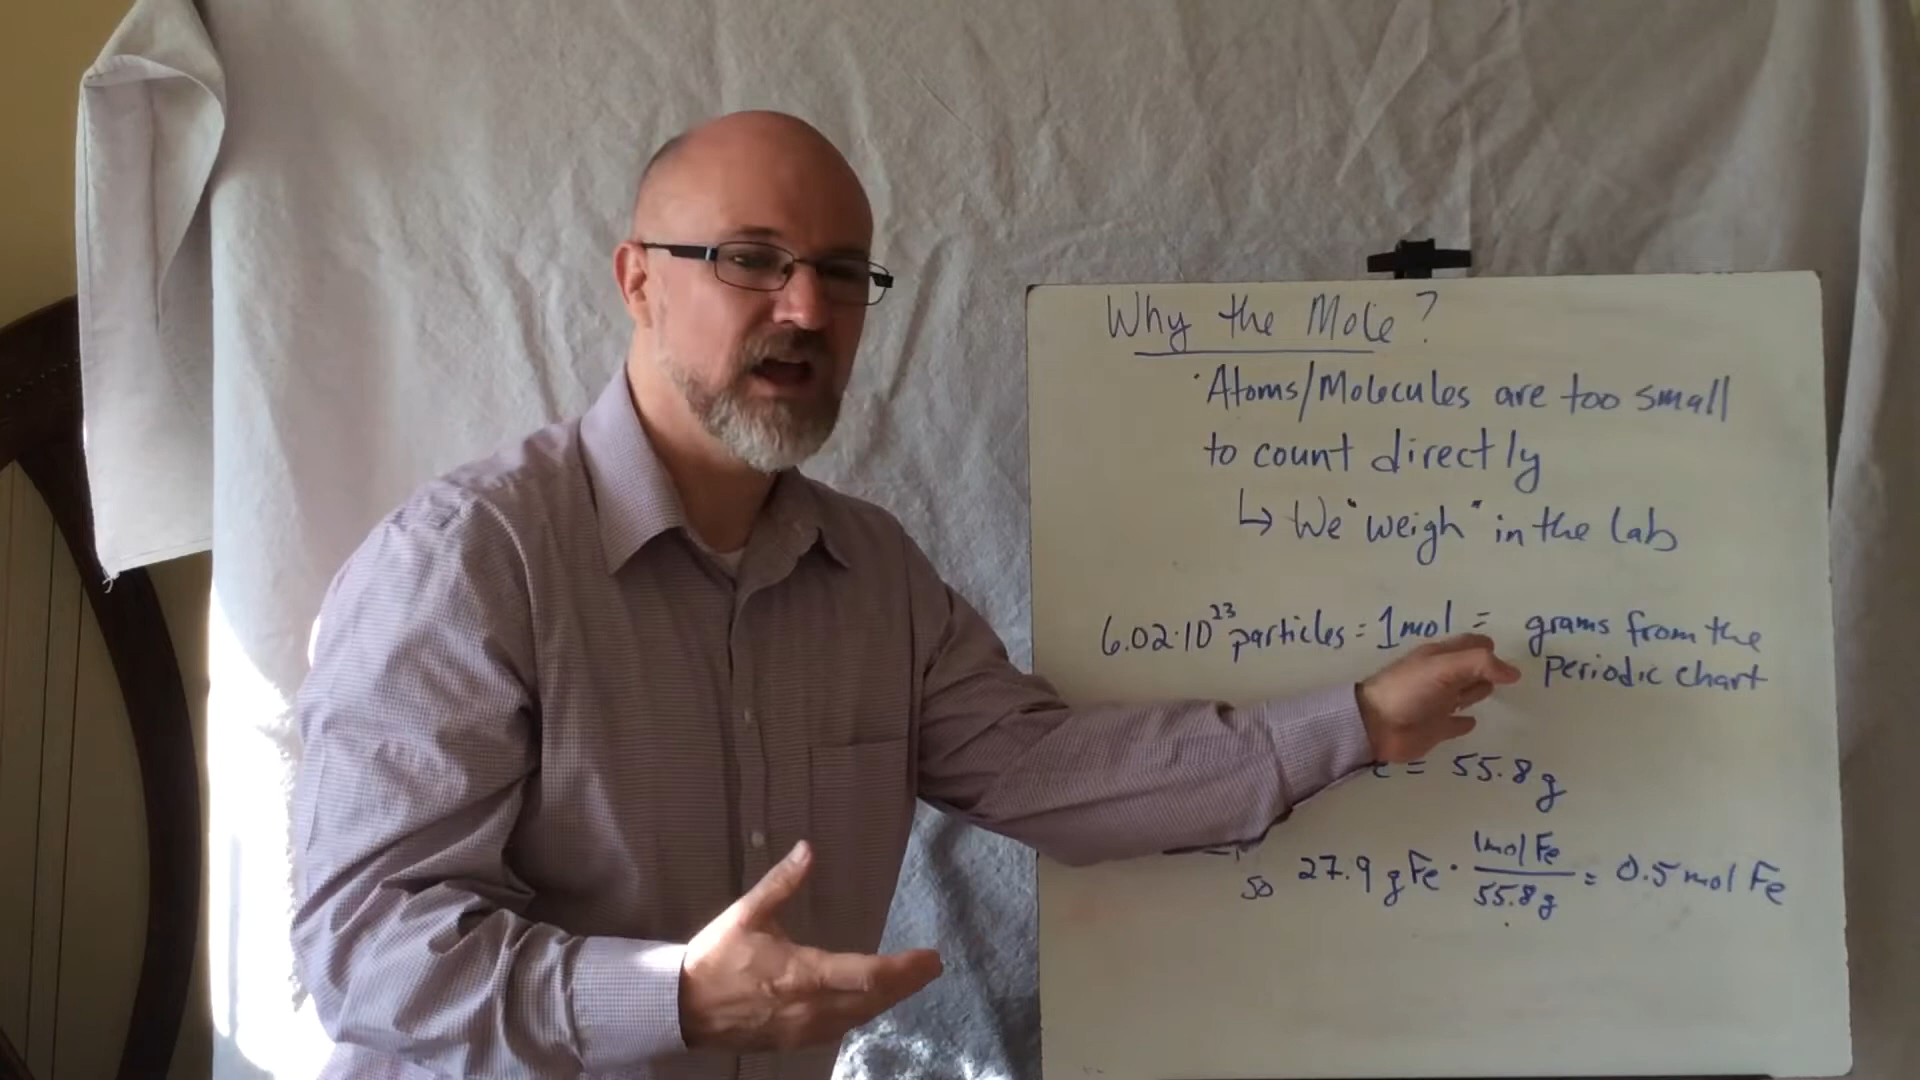 Why the Mole?
· Atoms/Molecules are too small
to count directly
↳ We "weigh" in the lab
6.02·10²³ particles = 1 mol = grams from the
periodic chart
e = 55.8 g
so 27.9 g Fe · 1 mol Fe / 55.8 g = 0.5 mol Fe